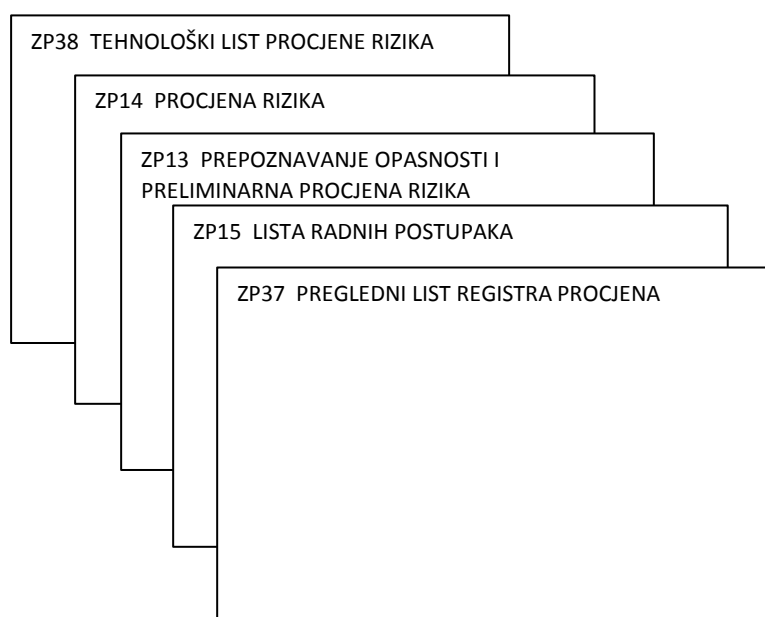 ZP38 TEHNOLOŠKI LIST PROCJENE RIZIKA
ZP14 PROCJENA RIZIKA
ZP13 PREPOZNAVANJE OPASNOSTI I
PRELIMINARNA PROCJENA RIZIKA
ZP15 LISTA RADNIH POSTUPAKA
ZP37 PREGLEDNI LIST REGISTRA PROCJENA